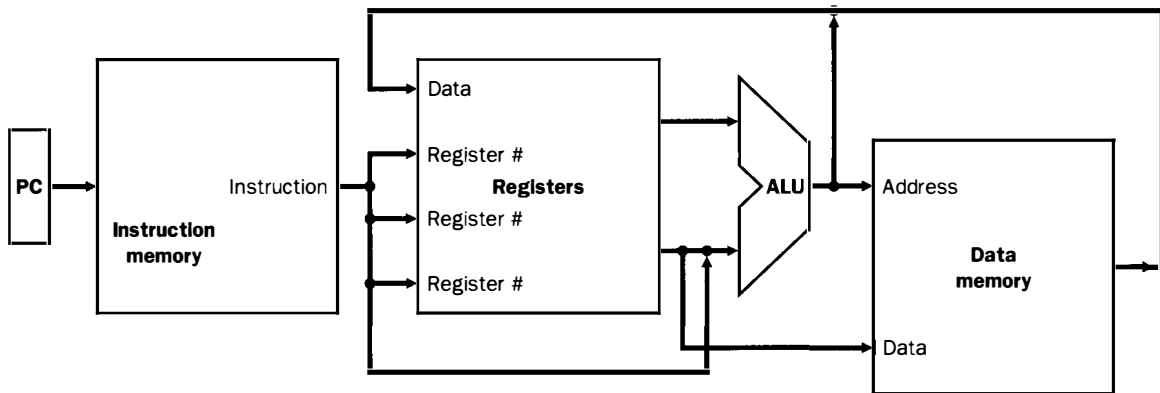 PC
Instruction
Instruction
memory
Data
Register #
Registers
Register #
Register #
ALU
Address
Data
memory
Data